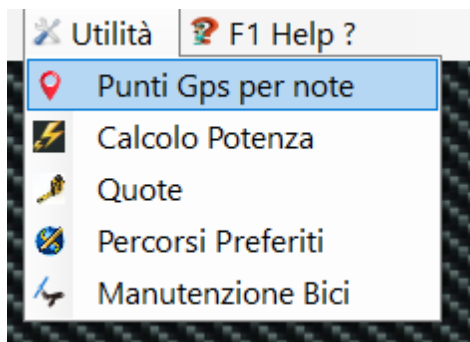 Utilità F1 Help ?
Punti Gps per note
Calcolo Potenza
Quote
Percorsi Preferiti
Manutenzione Bici